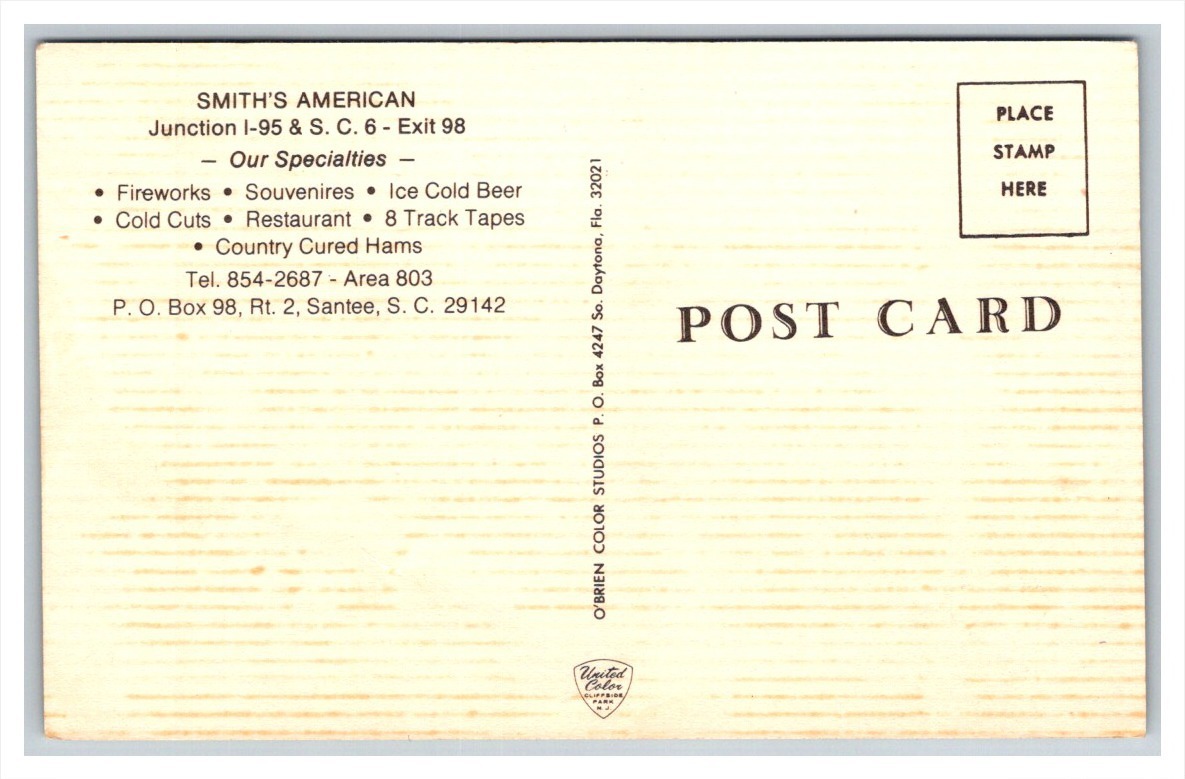 SMITH'S AMERICAN
Junction I-95 & S. C. 6 - Exit 98
— Our Specialties —
• Fireworks • Souvenires • Ice Cold Beer
• Cold Cuts • Restaurant • 8 Track Tapes
• Country Cured Hams
Tel. 854-2687 - Area 803
P. O. Box 98, Rt. 2, Santee, S. C. 29142
O'BRIEN COLOR STUDIOS P. O. Box 4247 So. Daytona, Fla. 32021
United
Color
CLIFFSIDE
PARK
N.J.
PLACE
STAMP
HERE
POST CARD